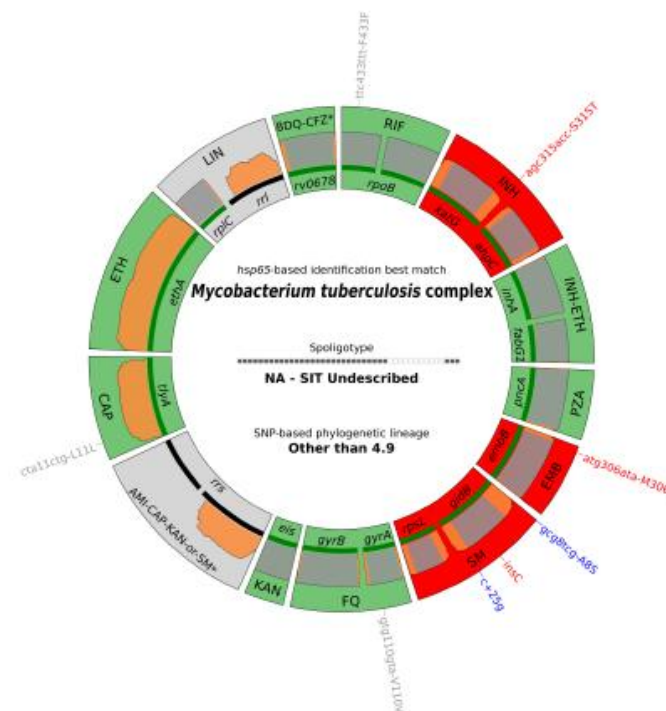 BDQ-CFZ*
rv0678
RIF
rpoB
INH
katG
ahpC
agc315acc-S315T
INH-ETH
inhA
fabG1
PZA
pncA
EMB
embB
atg306ata-M306
SM
gidB
rpsL
gcg8tcg-A8S
insC
c+25g
FQ
gyrA
gyrB
gtg110gta-V110V
KAN
eis
AMI-CAP-KAN-or-SM*
rrs
CAP
tlyA
cta11ctg-L11L
ETH
ethA
LIN
rplC
rrl
hsp65-based identification best match
Mycobacterium tuberculosis complex
Spoligotype
NA - SIT Undescribed
SNP-based phylogenetic lineage
Other than 4.9